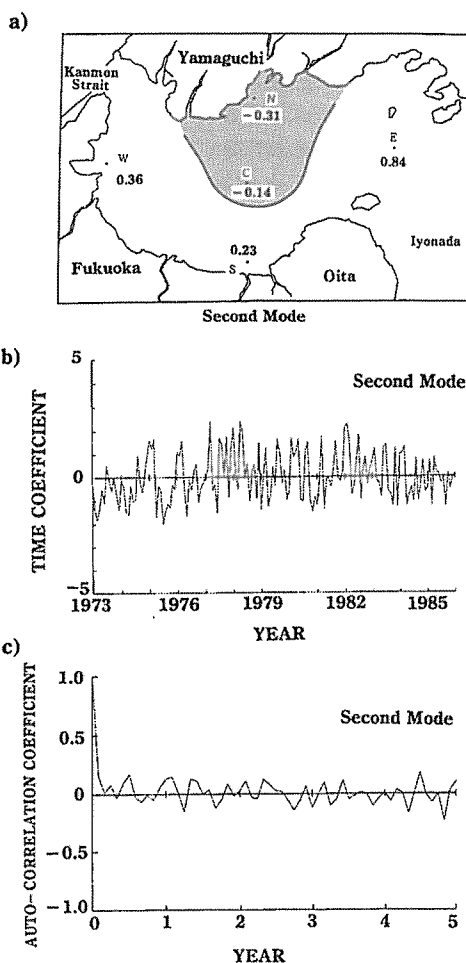 a)
Yamaguchi
Kanmon
Strait
N
−0.31
E
W
0.84
0.36
C
−0.14
0.23
Iyonada
Fukuoka
S
Oita
Second Mode
b)
5
Second Mode
TIME COEFFICIENT
0
−5
1973
1976
1979
1982
1985
YEAR
c)
1.0
Second Mode
0.5
AUTO−CORRELATION COEFFICIENT
0
−0.5
−1.0
0
1
2
3
4
5
YEAR